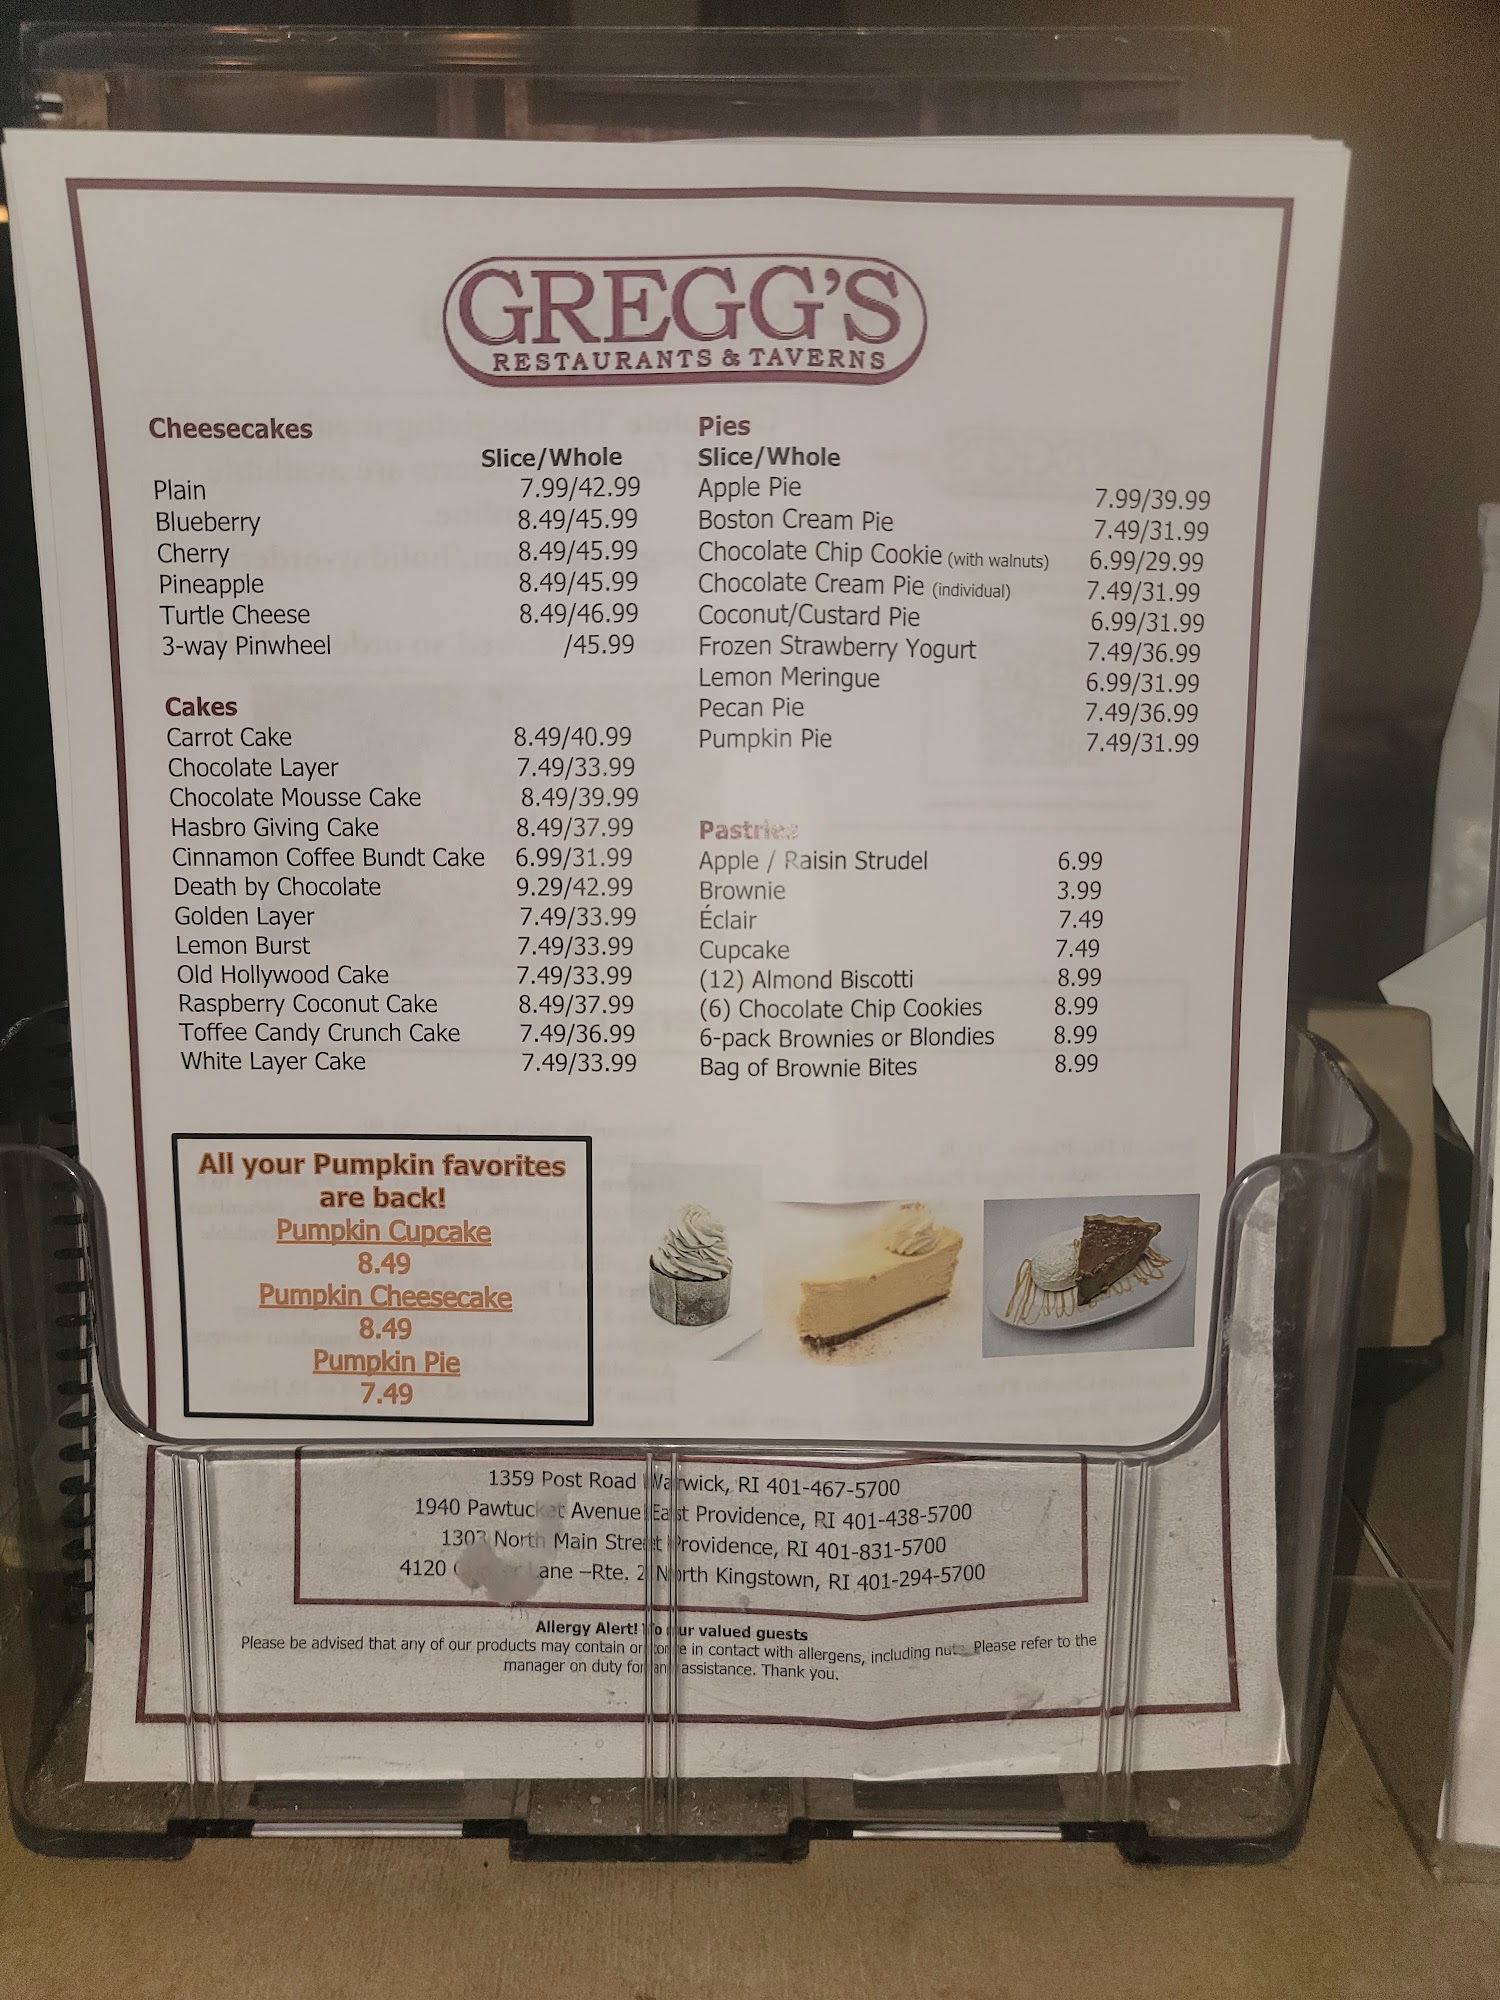 GREGG'S
RESTAURANTS & TAVERNS
Cheesecakes
Slice/Whole
Plain 7.99/42.99
Blueberry 8.49/45.99
Cherry 8.49/45.99
Pineapple 8.49/45.99
Turtle Cheese 8.49/46.99
3-way Pinwheel /45.99
Cakes
Carrot Cake 8.49/40.99
Chocolate Layer 7.49/33.99
Chocolate Mousse Cake 8.49/39.99
Hasbro Giving Cake 8.49/37.99
Cinnamon Coffee Bundt Cake 6.99/31.99
Death by Chocolate 9.29/42.99
Golden Layer 7.49/33.99
Lemon Burst 7.49/33.99
Old Hollywood Cake 7.49/33.99
Raspberry Coconut Cake 8.49/37.99
Toffee Candy Crunch Cake 7.49/36.99
White Layer Cake 7.49/33.99
Pies
Slice/Whole
Apple Pie 7.99/39.99
Boston Cream Pie 7.49/31.99
Chocolate Chip Cookie (with walnuts) 6.99/29.99
Chocolate Cream Pie (individual) 7.49/31.99
Coconut/Custard Pie 6.99/31.99
Frozen Strawberry Yogurt 7.49/36.99
Lemon Meringue 6.99/31.99
Pecan Pie 7.49/36.99
Pumpkin Pie 7.49/31.99
Pastries
Apple / Raisin Strudel 6.99
Brownie 3.99
Éclair 7.49
Cupcake 7.49
(12) Almond Biscotti 8.99
(6) Chocolate Chip Cookies 8.99
6-pack Brownies or Blondies 8.99
Bag of Brownie Bites 8.99
All your Pumpkin favorites
are back!
Pumpkin Cupcake
8.49
Pumpkin Cheesecake
8.49
Pumpkin Pie
7.49
1359 Post Road Warwick, RI 401-467-5700
1940 Pawtucket Avenue East Providence, RI 401-438-5700
1303 North Main Street Providence, RI 401-831-5700
4120 Lane –Rte. 2 North Kingstown, RI 401-294-5700
Allergy Alert! To our valued guests
Please be advised that any of our products may contain or come in contact with allergens, including nuts. Please refer to the
manager on duty for any assistance. Thank you.